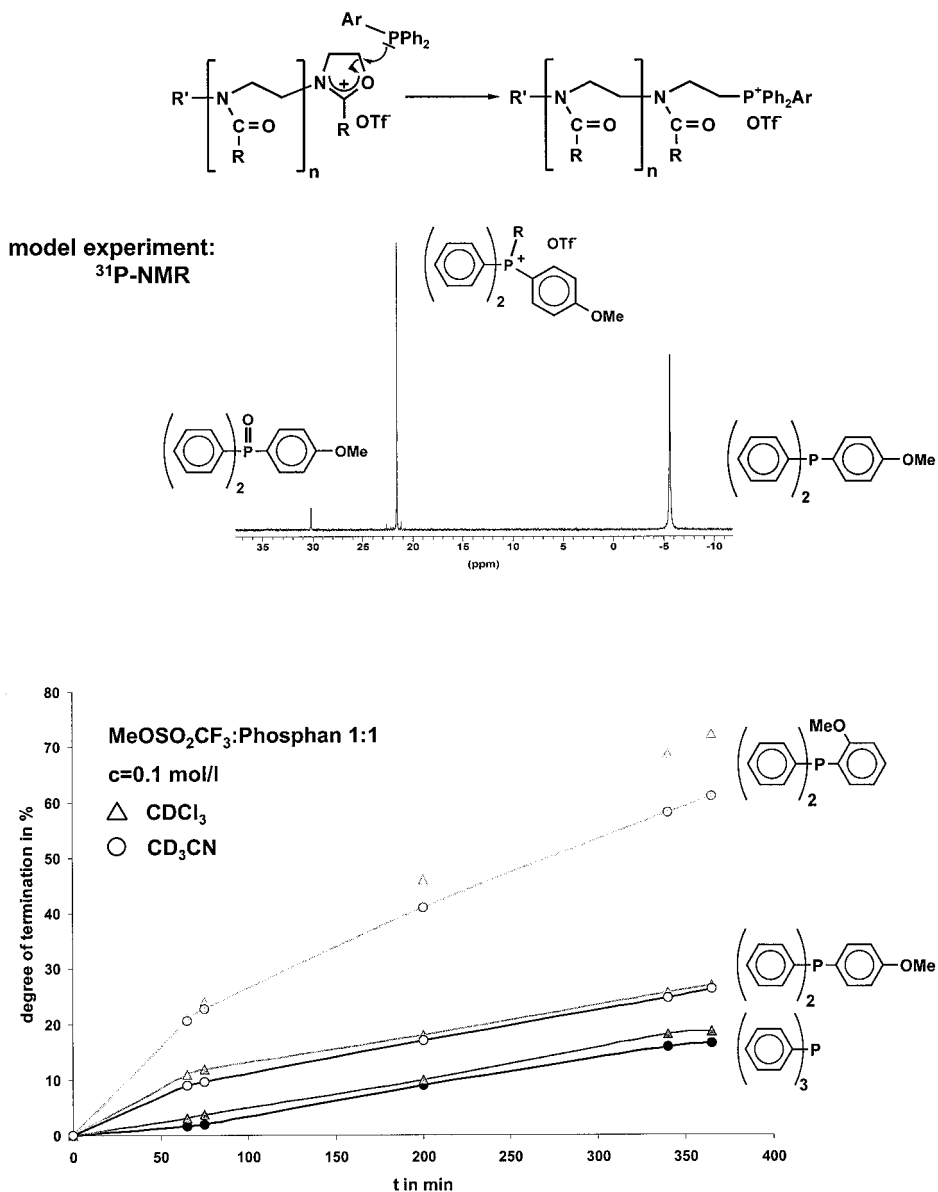 Ar
PPh2
R'
N
N
+
O
C=O
R
R
OTf-
n
R'
N
N
P+Ph2Ar
C=O
C=O
OTf-
R
R
n
model experiment:
31P-NMR
R
OTf-
P+
2
OMe
O
P
OMe
2
P
OMe
2
35 30 25 20 15 10 5 0 -5 -10
(ppm)
80
70
60
50
40
30
20
10
0
degree of termination in %
MeOSO2CF3:Phosphan 1:1
c=0.1 mol/l
CDCl3
CD3CN
MeO
P
2
P
OMe
2
P
3
0 50 100 150 200 250 300 350 400
t in min